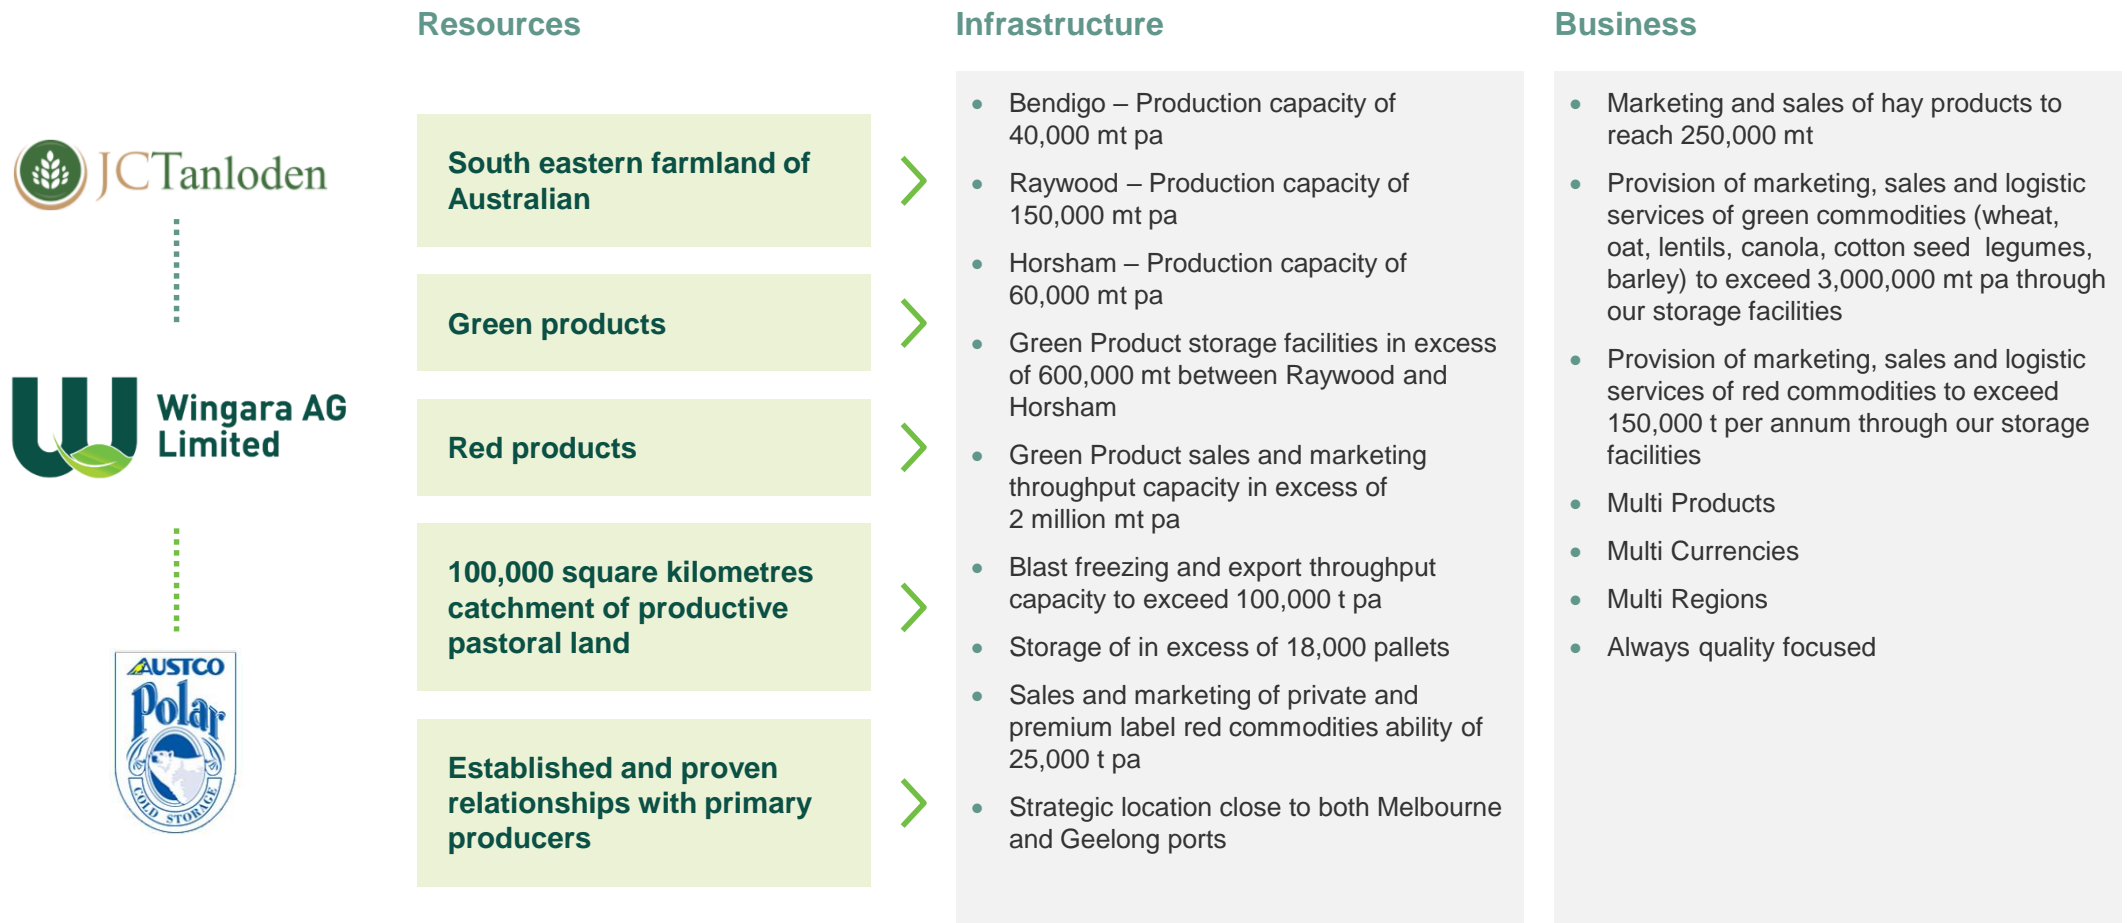 Resources
Infrastructure
Business
JCTanloden
Wingara AG
Limited
AUSTCO
Polar
COLD STORAGE
South eastern farmland of
Australian
Green products
Red products
100,000 square kilometres
catchment of productive
pastoral land
Established and proven
relationships with primary
producers
• Bendigo – Production capacity of
40,000 mt pa
• Raywood – Production capacity of
150,000 mt pa
• Horsham – Production capacity of
60,000 mt pa
• Green Product storage facilities in excess
of 600,000 mt between Raywood and
Horsham
• Green Product sales and marketing
throughput capacity in excess of
2 million mt pa
• Blast freezing and export throughput
capacity to exceed 100,000 t pa
• Storage of in excess of 18,000 pallets
• Sales and marketing of private and
premium label red commodities ability of
25,000 t pa
• Strategic location close to both Melbourne
and Geelong ports
• Marketing and sales of hay products to
reach 250,000 mt
• Provision of marketing, sales and logistic
services of green commodities (wheat,
oat, lentils, canola, cotton seed  legumes,
barley) to exceed 3,000,000 mt pa through
our storage facilities
• Provision of marketing, sales and logistic
services of red commodities to exceed
150,000 t per annum through our storage
facilities
• Multi Products
• Multi Currencies
• Multi Regions
• Always quality focused